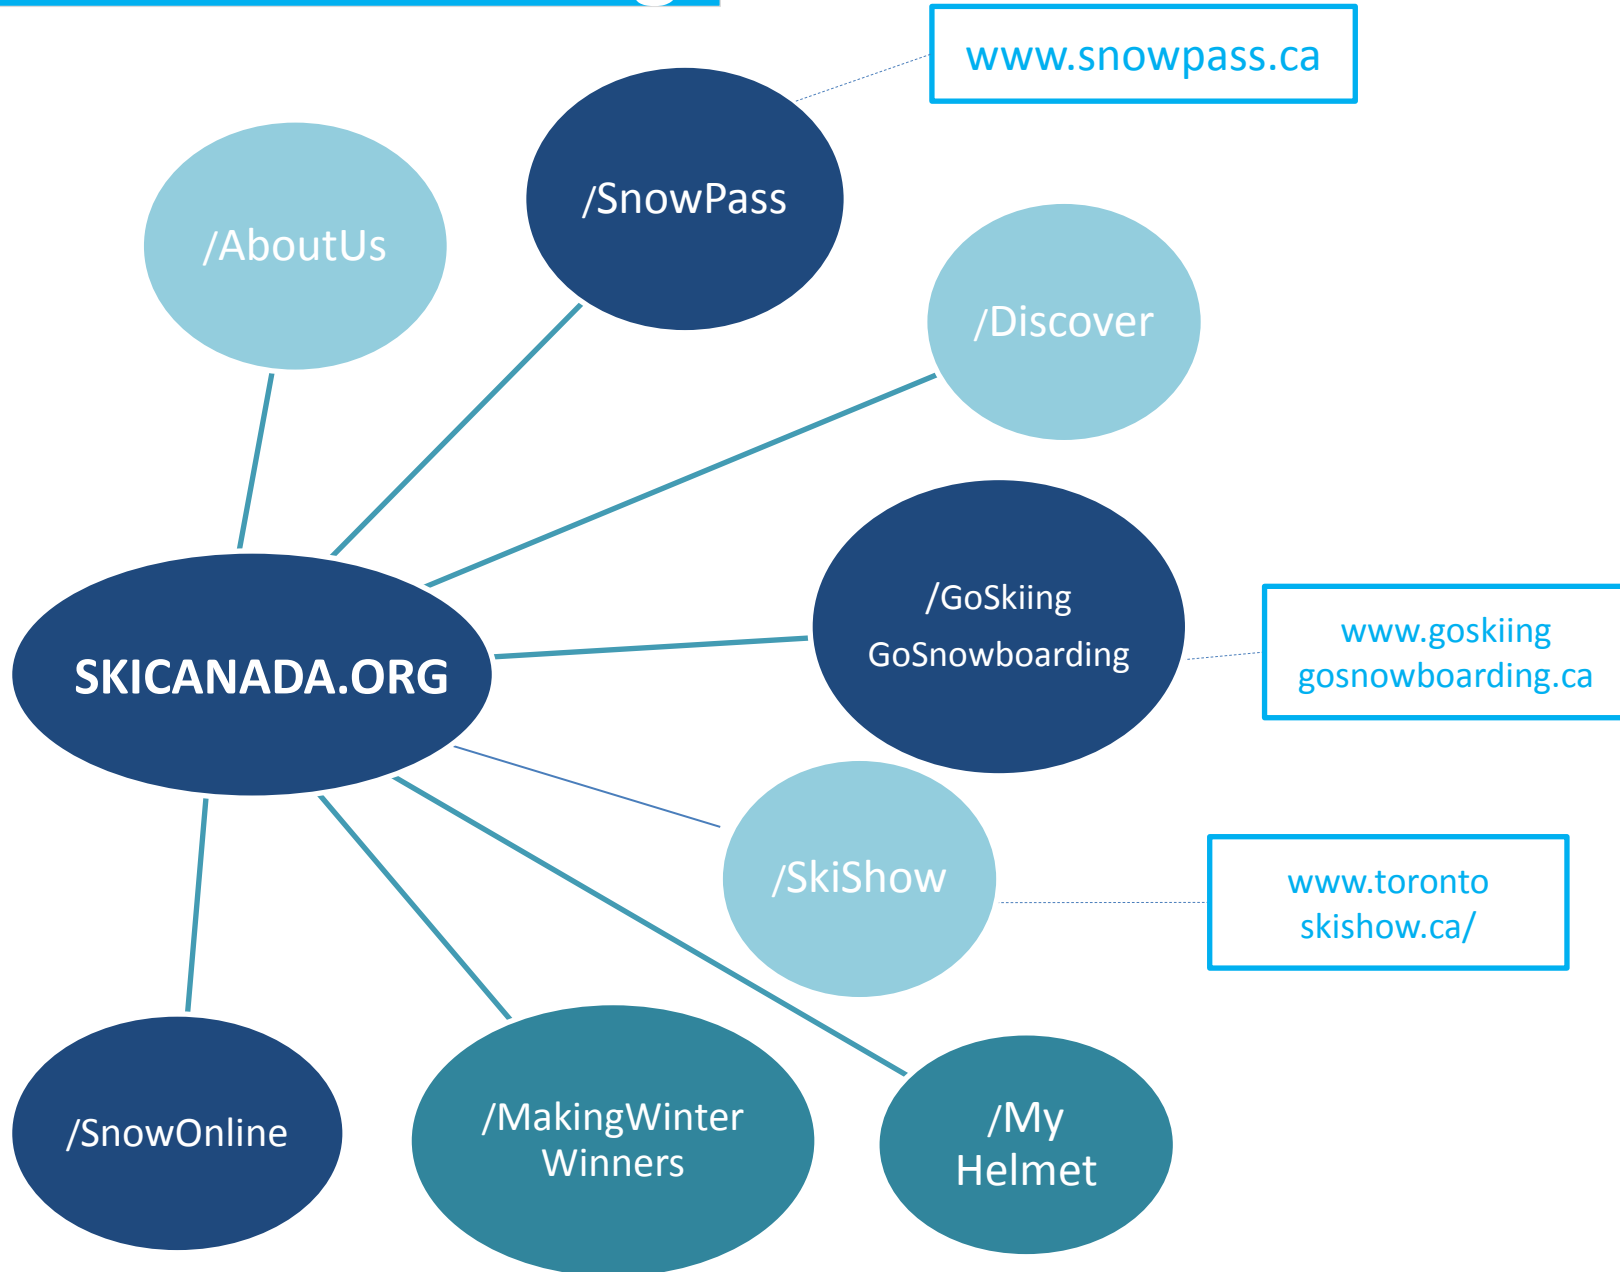 www.snowpass.ca
/SnowPass
/AboutUs
/Discover
/GoSkiing
GoSnowboarding
www.goskiing
gosnowboarding.ca
SKICANADA.ORG
/SkiShow
www.toronto
skishow.ca/
/SnowOnline
/MakingWinter
Winners
/My
Helmet